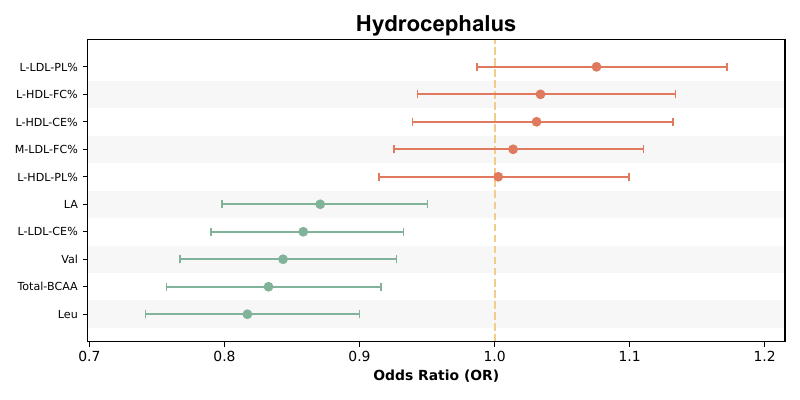 Hydrocephalus
L-LDL-PL%
L-HDL-FC%
L-HDL-CE%
M-LDL-FC%
L-HDL-PL%
LA
L-LDL-CE%
Val
Total-BCAA
Leu
0.7 0.8 0.9 1.0 1.1 1.2
Odds Ratio (OR)